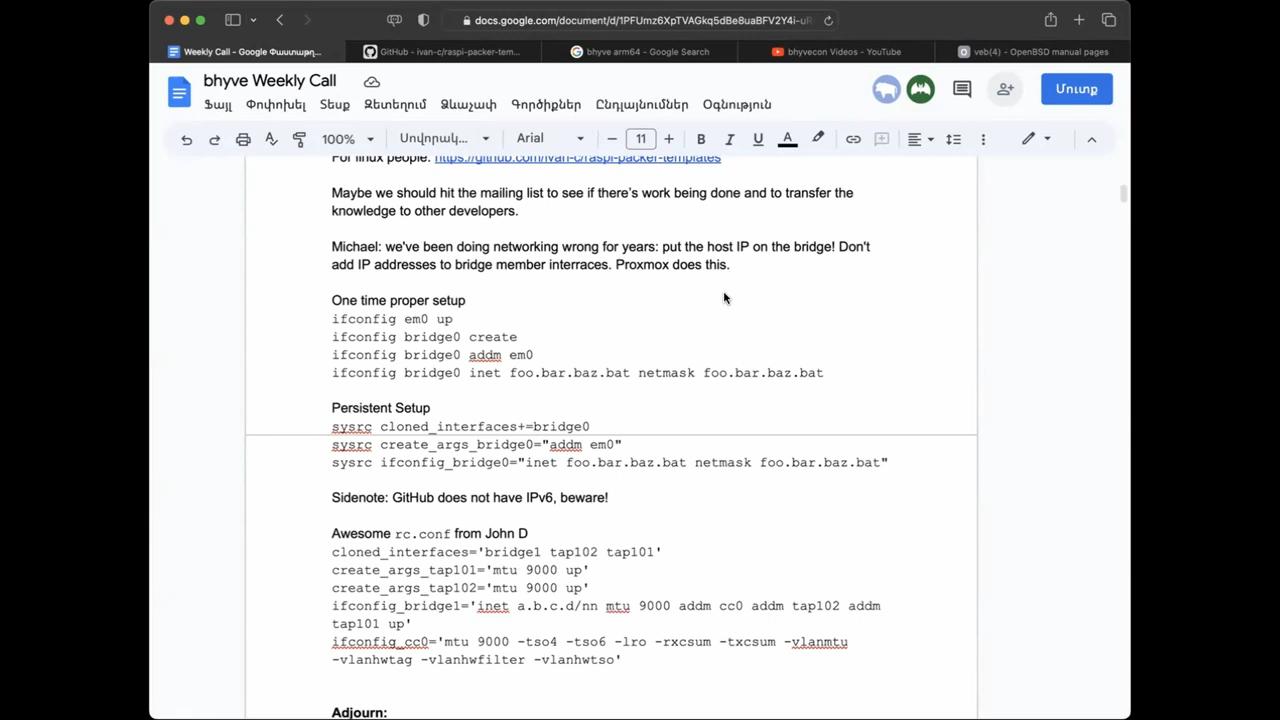 docs.google.com/document/d/1PFUmz6XpTVAGkq5dBe8uaBFV2Y4i-uR
Weekly Call - Google Փաստաթղ...
GitHub - ivan-c/raspi-packer-tem...
bhyve arm64 - Google Search
bhyvecon Videos - YouTube
veb(4) - OpenBSD manual pages
bhyve Weekly Call
Ֆայլ Փոփոխել Տեսք Զետեղում Ձևաչափ Գործիքներ Ընդլայնումներ Օգնություն
Մուտք
100% Սովորակ... Arial 11 B I U A
For linux people: https://github.com/ivan-c/raspi-packer-templates
Maybe we should hit the mailing list to see if there's work being done and to transfer the
knowledge to other developers.
Michael: we've been doing networking wrong for years: put the host IP on the bridge! Don't
add IP addresses to bridge member interraces. Proxmox does this.
One time proper setup
ifconfig em0 up
ifconfig bridge0 create
ifconfig bridge0 addm em0
ifconfig bridge0 inet foo.bar.baz.bat netmask foo.bar.baz.bat
Persistent Setup
sysrc cloned_interfaces+=bridge0
sysrc create_args_bridge0="addm em0"
sysrc ifconfig_bridge0="inet foo.bar.baz.bat netmask foo.bar.baz.bat"
Sidenote: GitHub does not have IPv6, beware!
Awesome rc.conf from John D
cloned_interfaces='bridge1 tap102 tap101'
create_args_tap101='mtu 9000 up'
create_args_tap102='mtu 9000 up'
ifconfig_bridge1='inet a.b.c.d/nn mtu 9000 addm cc0 addm tap102 addm
tap101 up'
ifconfig_cc0='mtu 9000 -tso4 -tso6 -lro -rxcsum -txcsum -vlanmtu
-vlanhwtag -vlanhwfilter -vlanhwtso'
Adjourn: